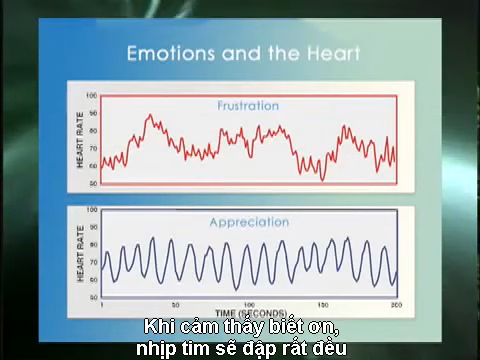 Emotions and the Heart
Frustration
HEART RATE
100
90
80
70
60
50
Appreciation
HEART RATE
100
90
80
70
60
50
1
50
100
150
200
TIME (SECONDS)
Khi cảm thấy biết ơn,
nhịp tim sẽ đập rất đều